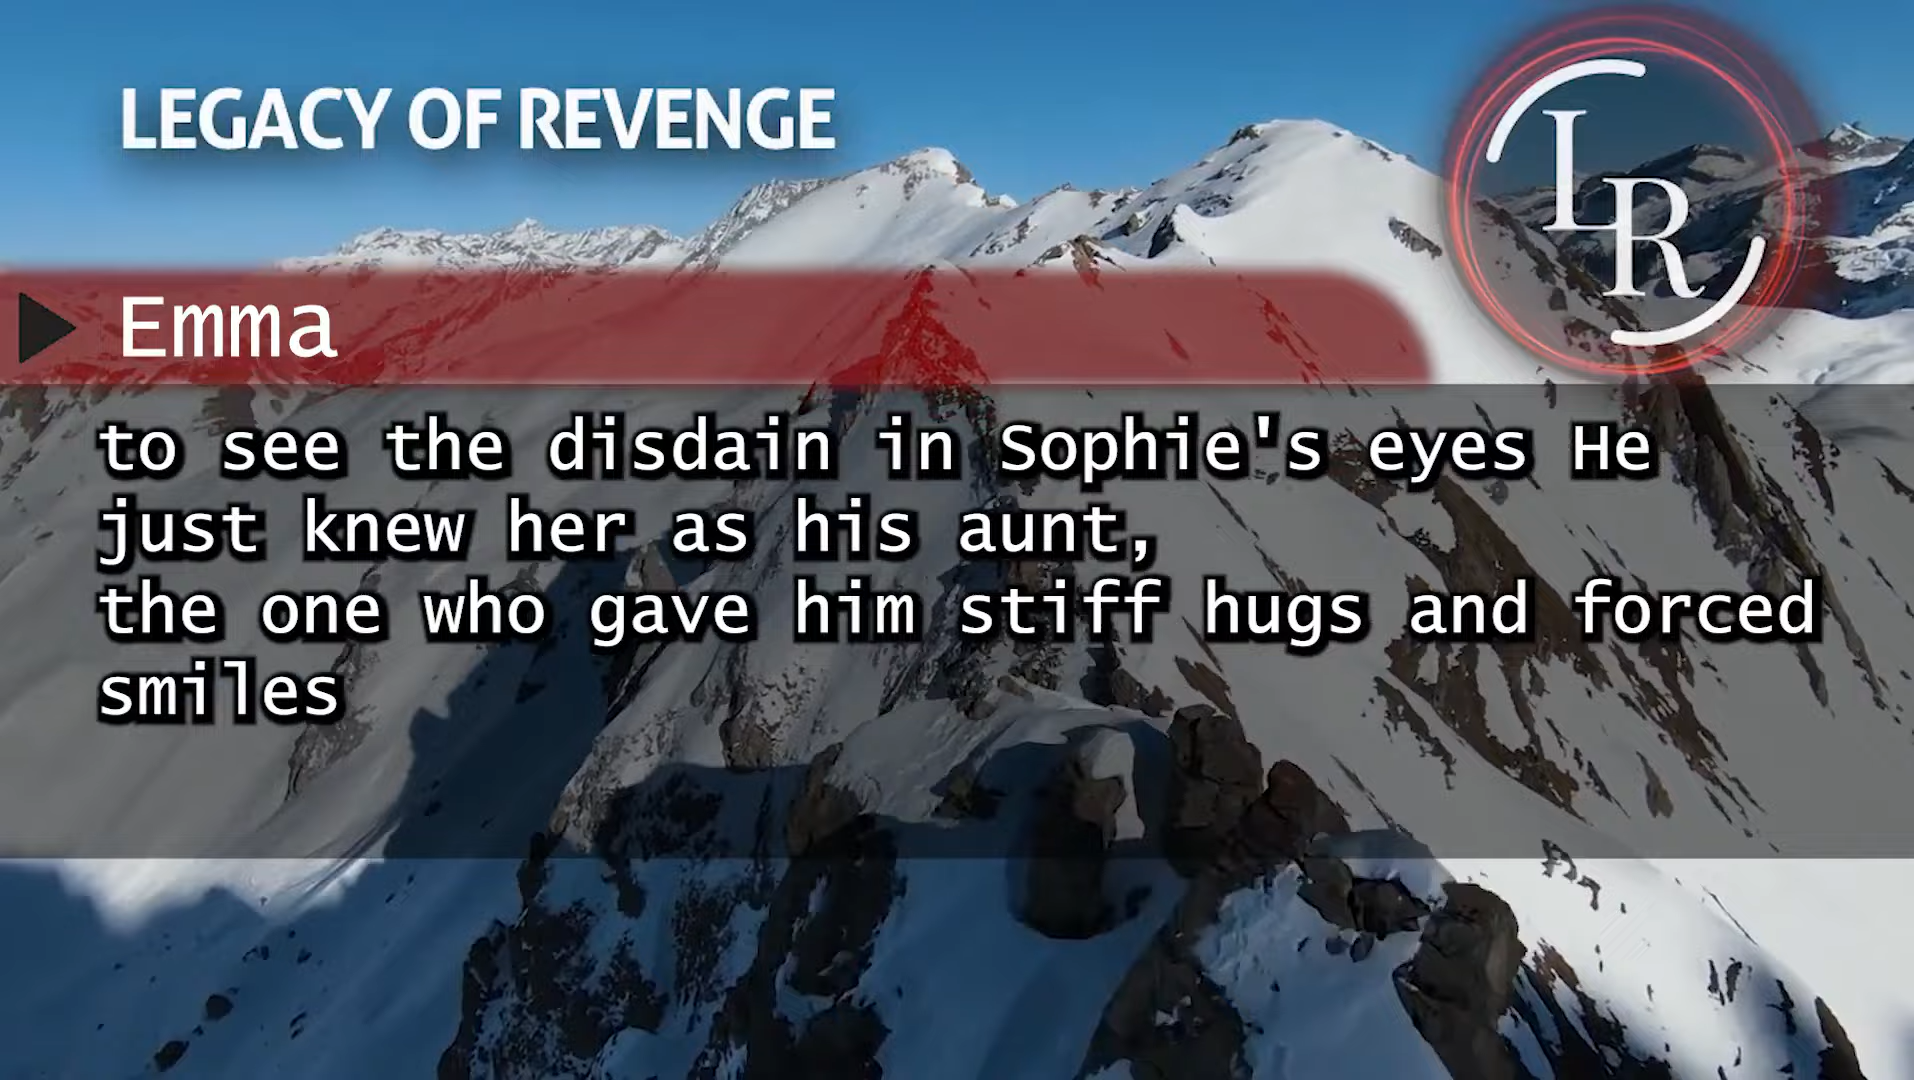 LEGACY OF REVENGE
LR
Emma
to see the disdain in Sophie's eyes He
just knew her as his aunt,
the one who gave him stiff hugs and forced
smiles